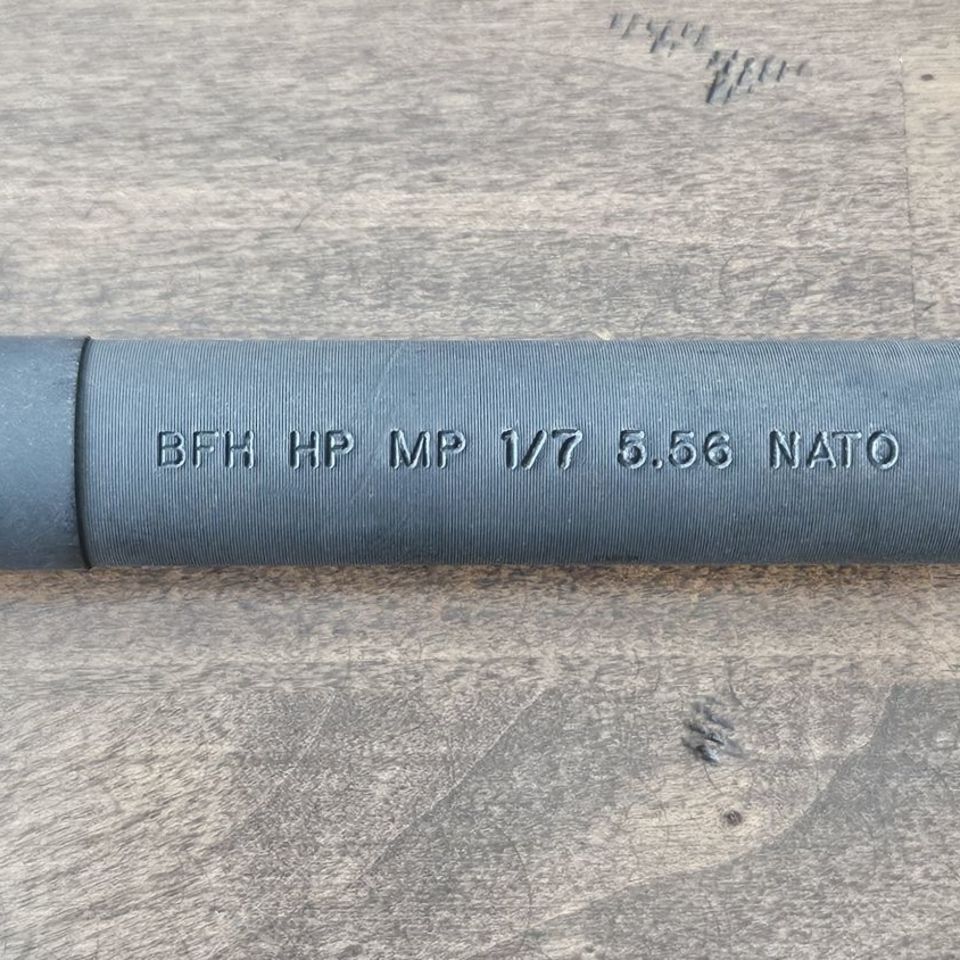 BFH HP MP 1/7 5.56 NATO